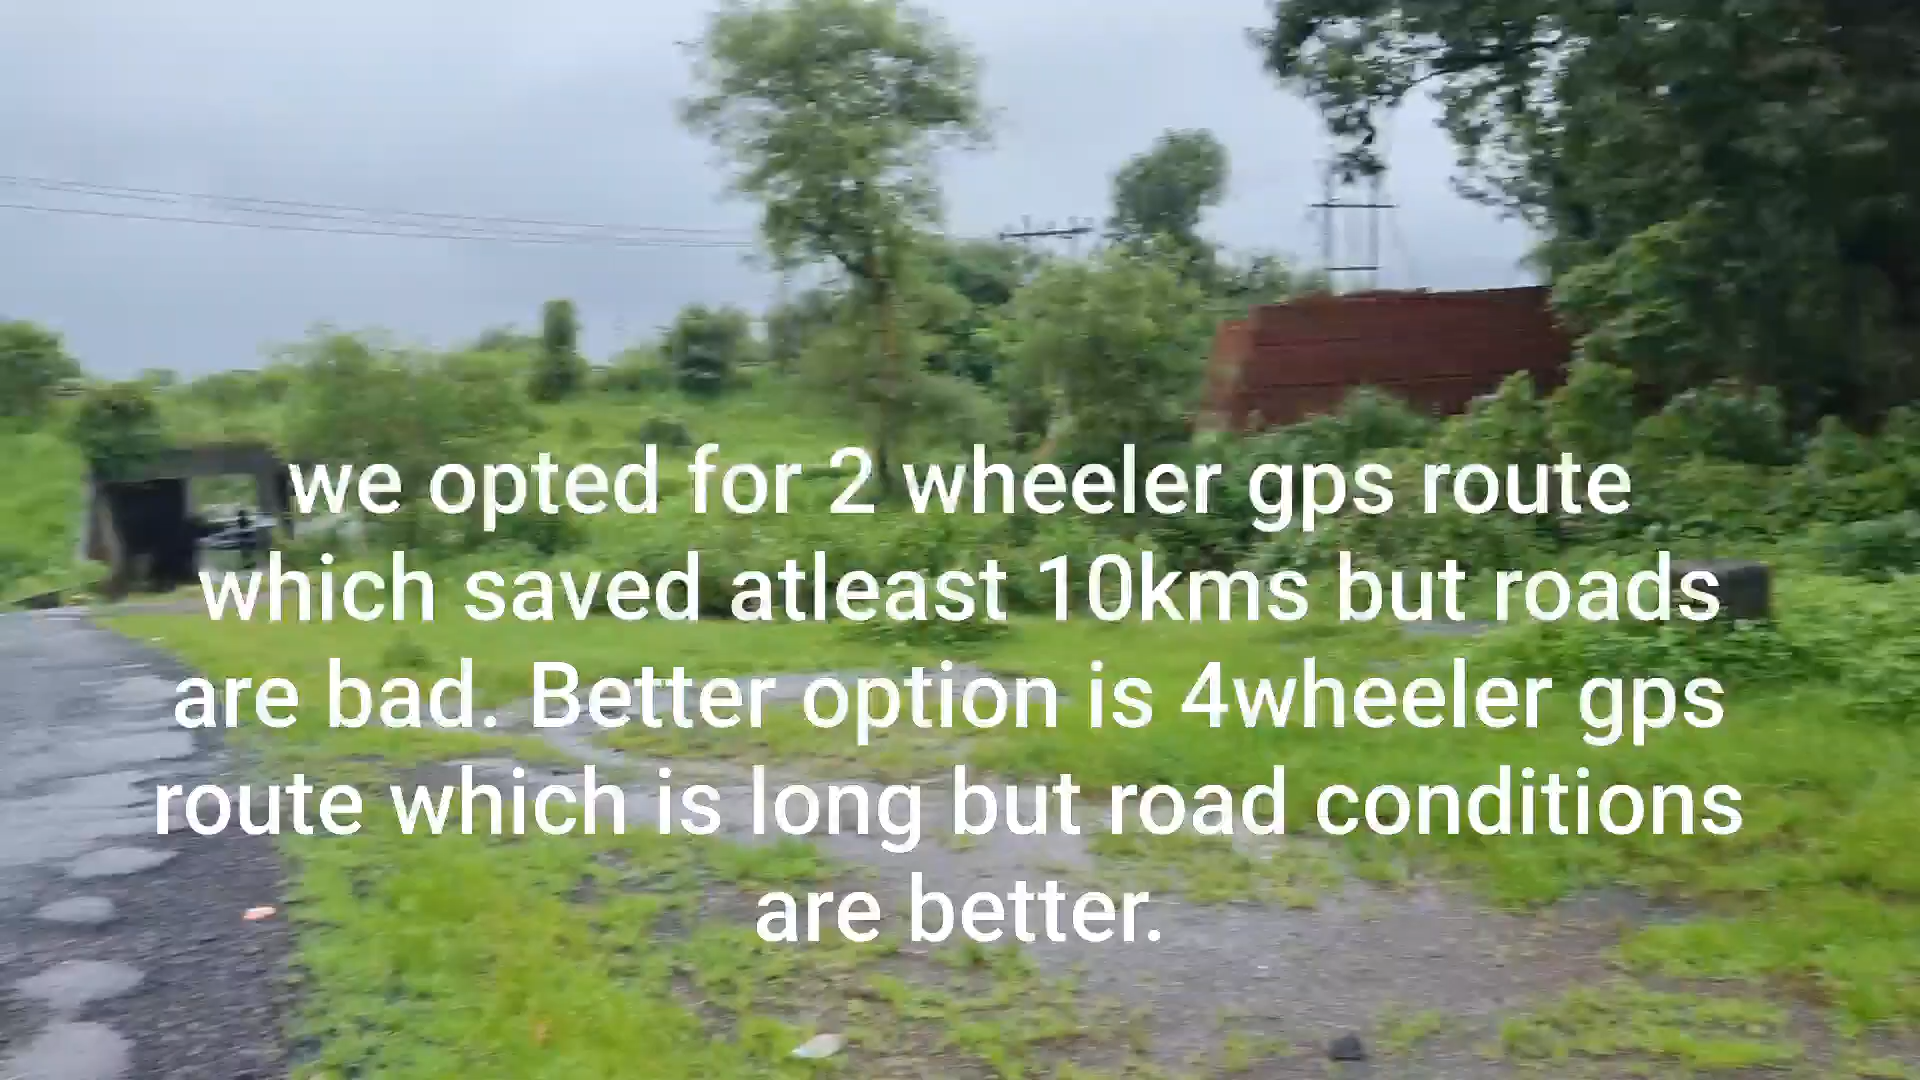 we opted for 2 wheeler gps route
which saved atleast 10kms but roads
are bad. Better option is 4wheeler gps
route which is long but road conditions
are better.